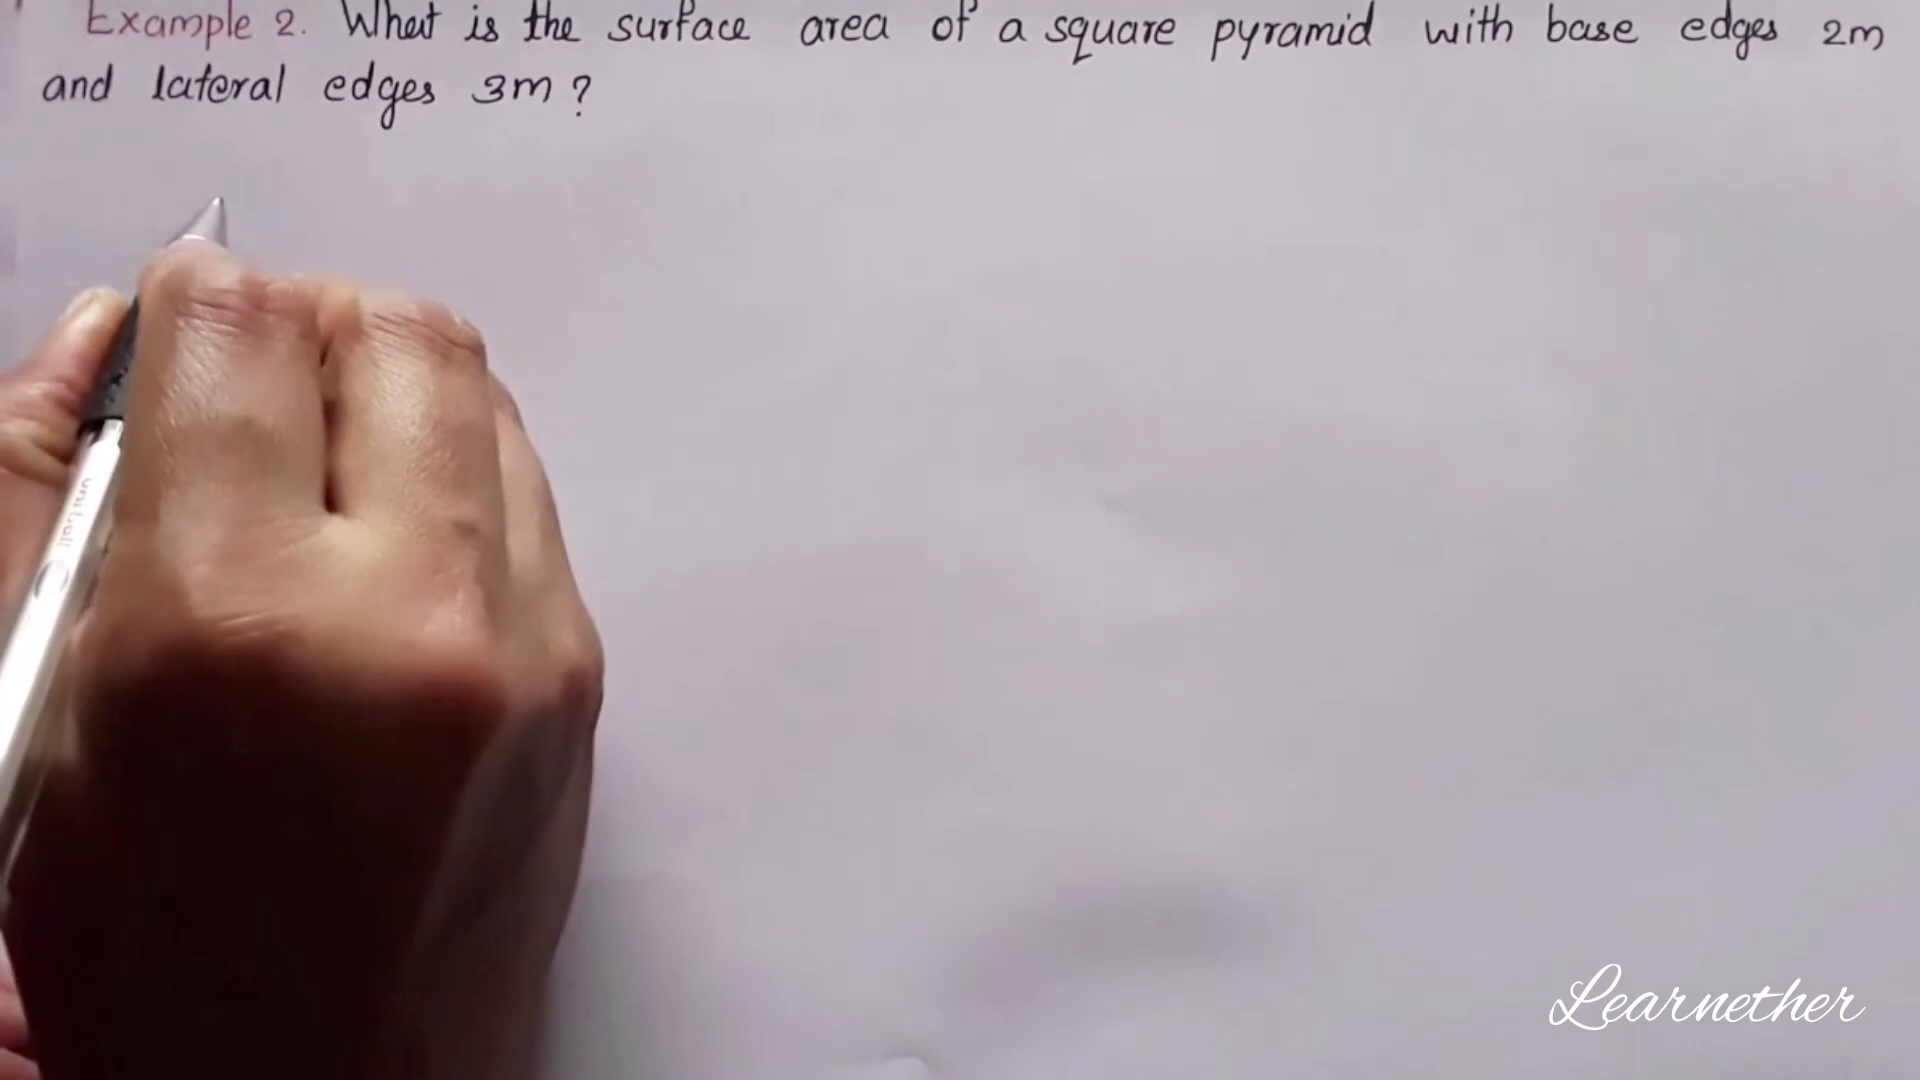 Example 2. What is the surface area of a square pyramid with base edges 2m
and lateral edges 3m?
uniball
Learnether